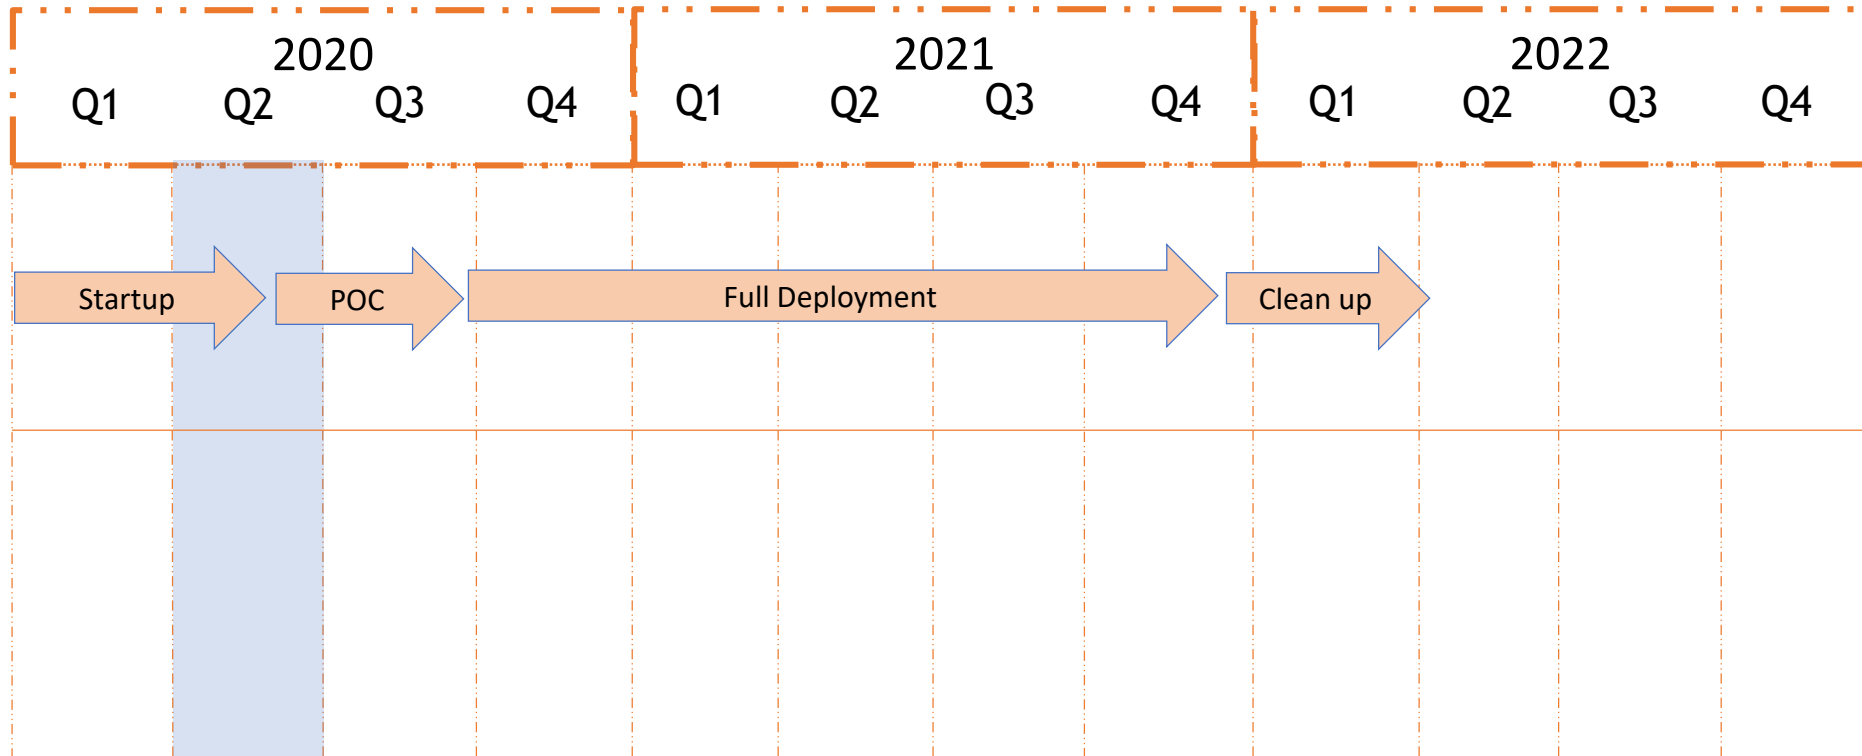 2020
2021
2022
Q1 Q2 Q3 Q4 Q1 Q2 Q3 Q4 Q1 Q2 Q3 Q4
Startup
POC
Full Deployment
Clean up